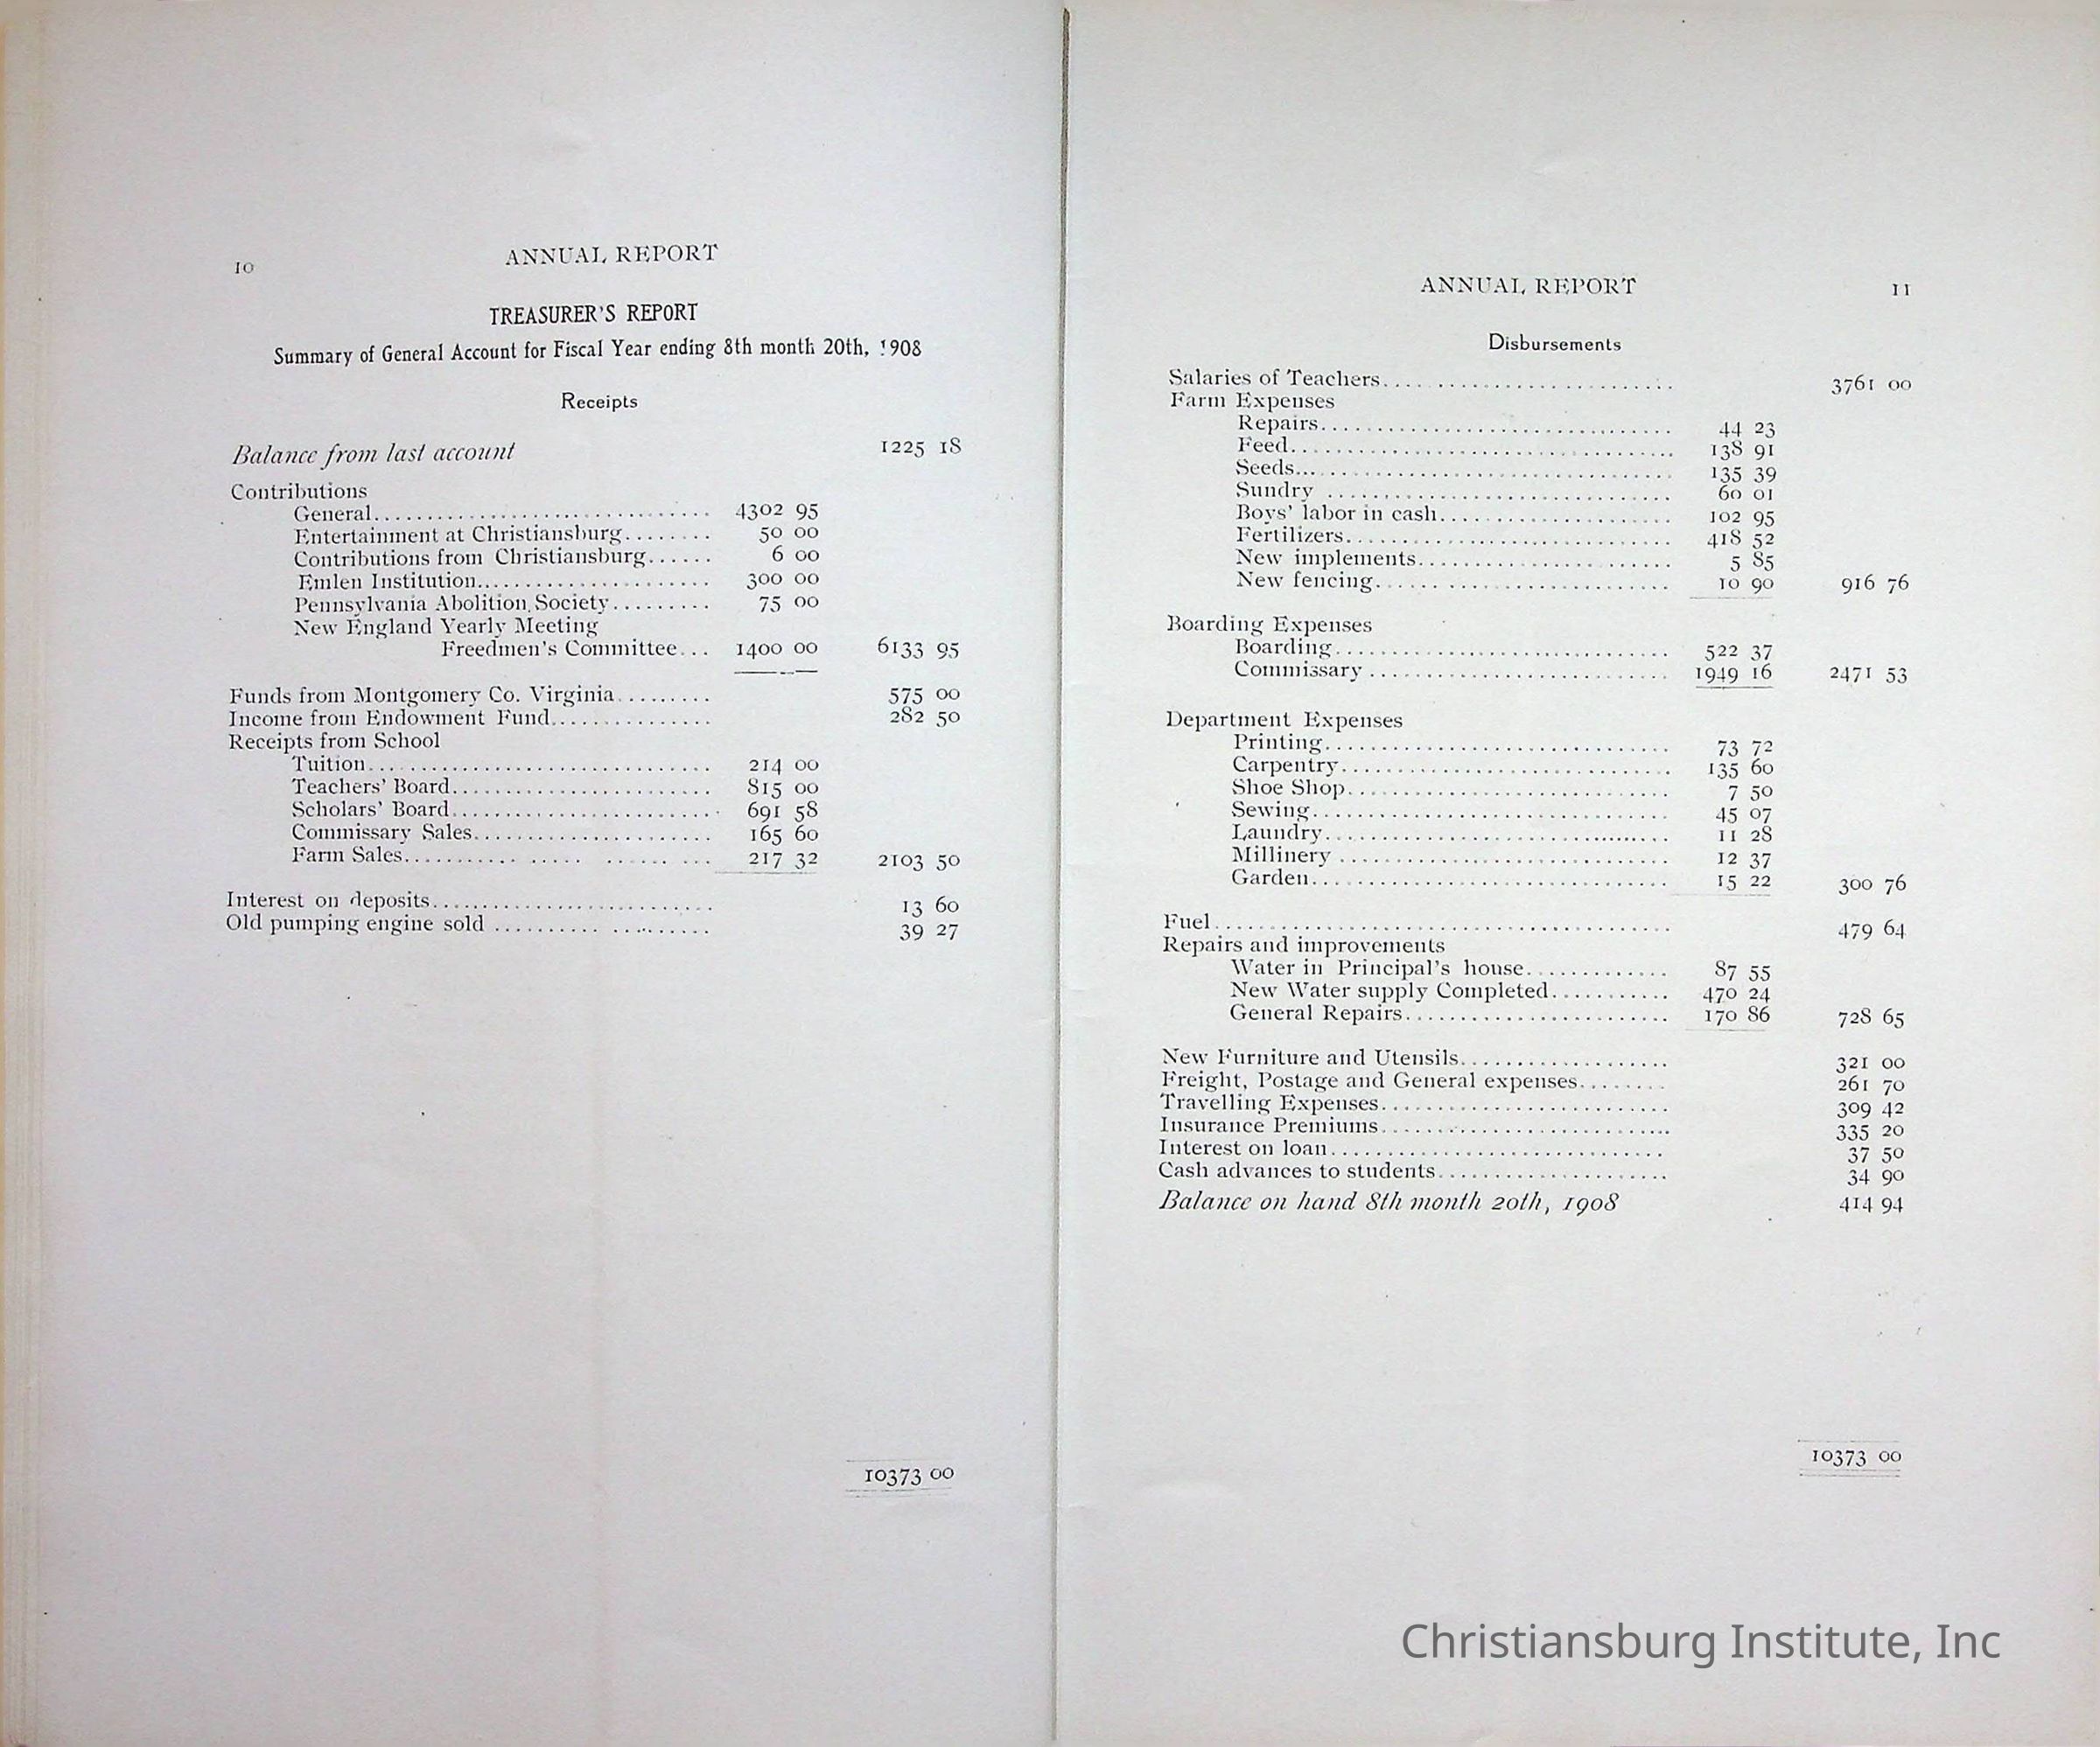 10
ANNUAL REPORT
TREASURER'S REPORT
Summary of General Account for Fiscal Year ending 8th month 20th, 1908
Receipts
Balance from last account 1225 18
Contributions
General................................ 4302 95
Entertainment at Christiansburg........ 50 00
Contributions from Christiansburg...... 6 00
Emlen Institution...................... 300 00
Pennsylvania Abolition Society......... 75 00
New England Yearly Meeting
Freedmen's Committee... 1400 00 6133 95
Funds from Montgomery Co. Virginia......... 575 00
Income from Endowment Fund............... 282 50
Receipts from School
Tuition................................ 214 00
Teachers' Board........................ 815 00
Scholars' Board......................... 691 58
Commissary Sales...................... 165 60
Farm Sales........... ..... ...... ... 217 32 2103 50
Interest on deposits.......................... 13 60
Old pumping engine sold .......... .......... 39 27
10373 00
ANNUAL REPORT
11
Disbursements
Salaries of Teachers........................... 3761 00
Farm Expenses
Repairs................................. 44 23
Feed.................................... 138 91
Seeds................................... 135 39
Sundry ................................ 60 01
Boys' labor in cash...................... 102 95
Fertilizers............................... 418 52
New implements........................ 5 85
New fencing............................ 10 90 916 76
Boarding Expenses
Boarding............................... 522 37
Commissary ............................ 1949 16 2471 53
Department Expenses
Printing................................ 73 72
Carpentry............................... 135 60
Shoe Shop.............................. 7 50
Sewing................................. 45 07
Laundry................................ 11 28
Millinery ............................... 12 37
Garden................................. 15 22 300 76
Fuel.......................................... 479 64
Repairs and improvements
Water in Principal's house............. 87 55
New Water supply Completed........... 470 24
General Repairs......................... 170 86 728 65
New Furniture and Utensils................... 321 00
Freight, Postage and General expenses........ 261 70
Travelling Expenses........................... 309 42
Insurance Premiums........................... 335 20
Interest on loan............................... 37 50
Cash advances to students..................... 34 90
Balance on hand 8th month 20th, 1908 414 94
10373 00
Christiansburg Institute, Inc